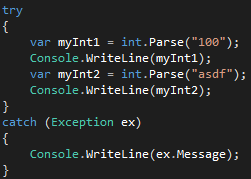 try
{
    var myInt1 = int.Parse("100");
    Console.WriteLine(myInt1);
    var myInt2 = int.Parse("asdf");
    Console.WriteLine(myInt2);
}
catch (Exception ex)
{
    Console.WriteLine(ex.Message);
}